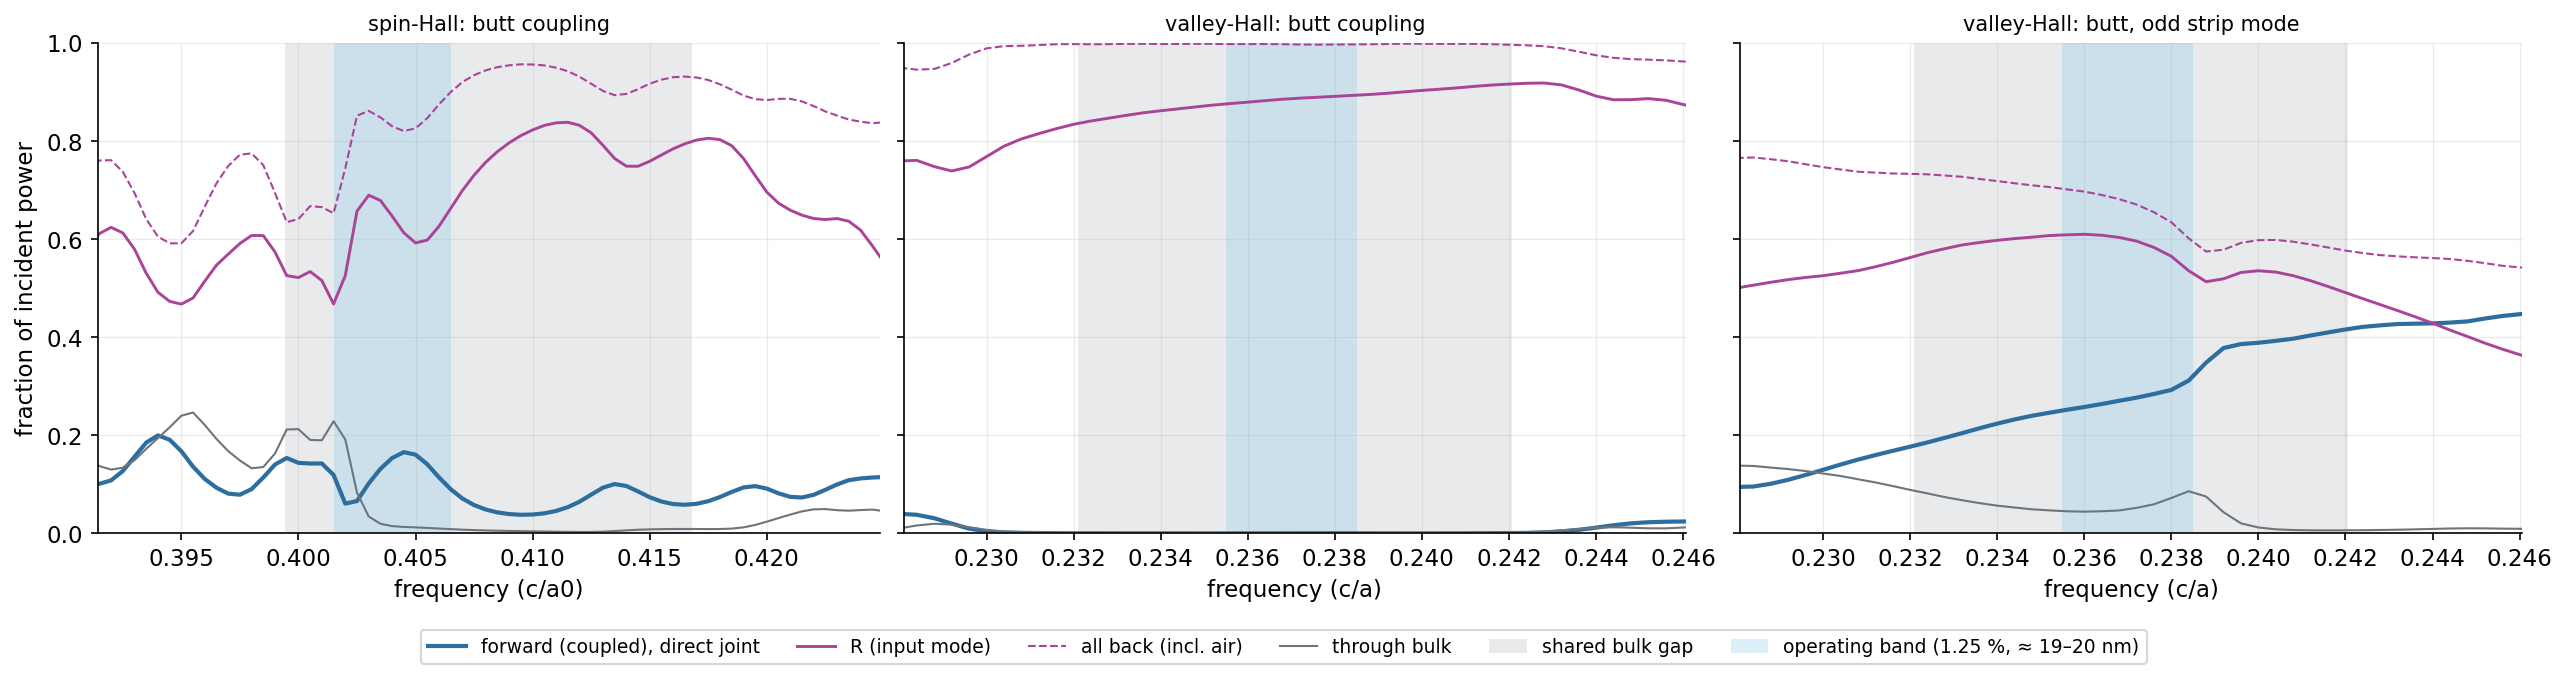 spin-Hall: butt coupling
valley-Hall: butt coupling
valley-Hall: butt, odd strip mode
fraction of incident power
1.0
0.8
0.6
0.4
0.2
0.0
0.395 0.400 0.405 0.410 0.415 0.420
0.230 0.232 0.234 0.236 0.238 0.240 0.242 0.244 0.246
0.230 0.232 0.234 0.236 0.238 0.240 0.242 0.244 0.246
frequency (c/a0)
frequency (c/a)
frequency (c/a)
forward (coupled), direct joint
R (input mode)
all back (incl. air)
through bulk
shared bulk gap
operating band (1.25 %, ≈ 19–20 nm)